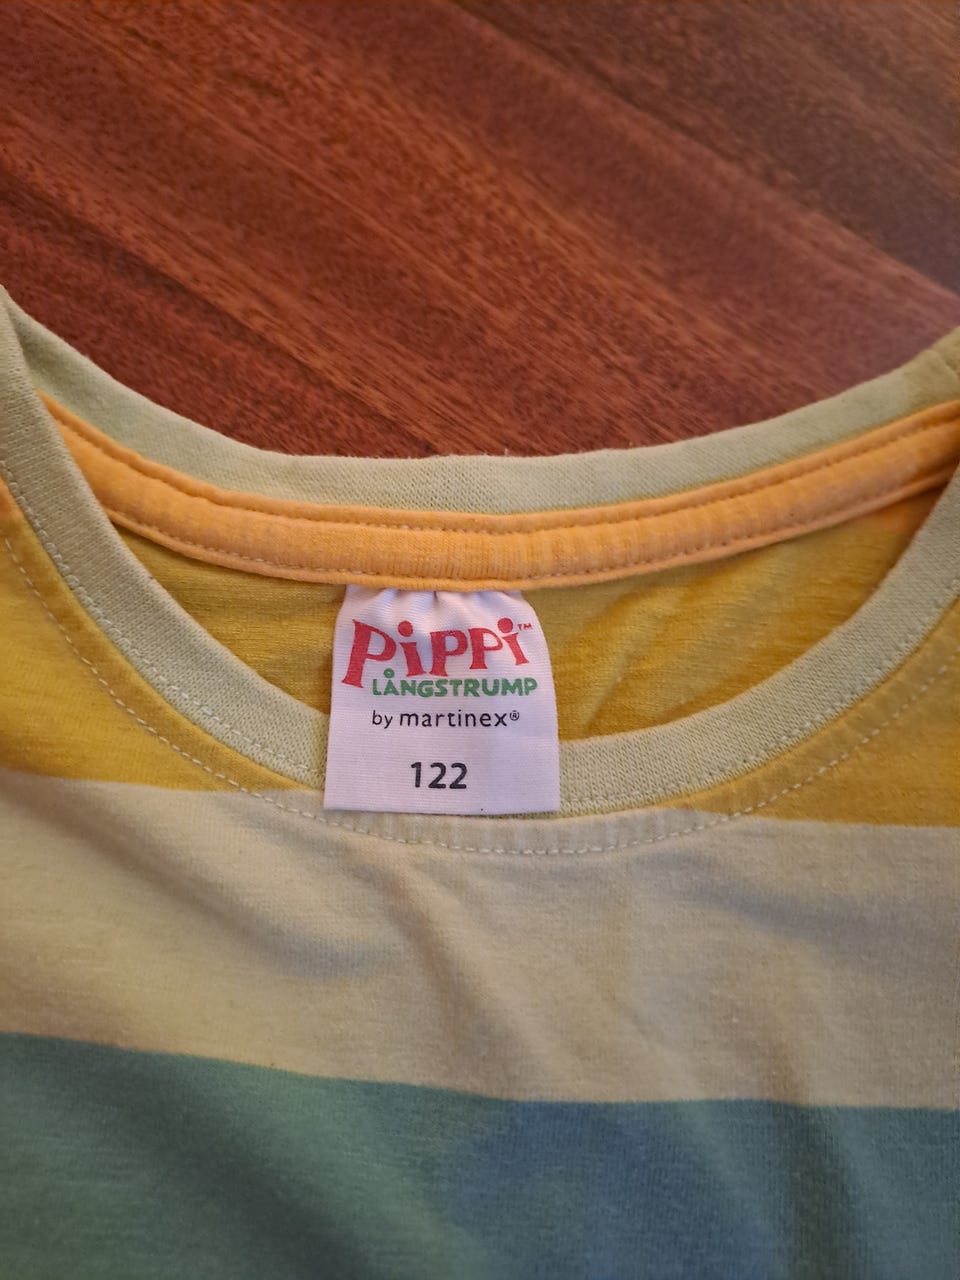 PiPPi™
LÅNGSTRUMP
by martinex®
122